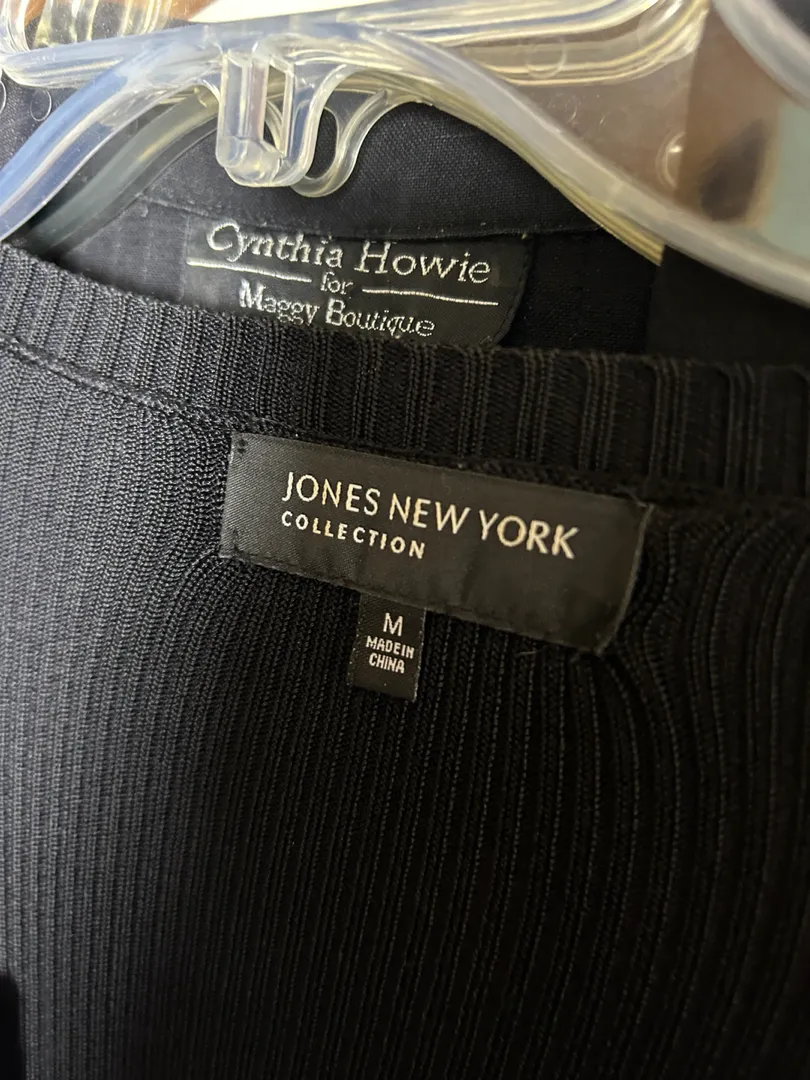 Cynthia Howie
for
Maggy Boutique
JONES NEW YORK
COLLECTION
M
MADE IN
CHINA